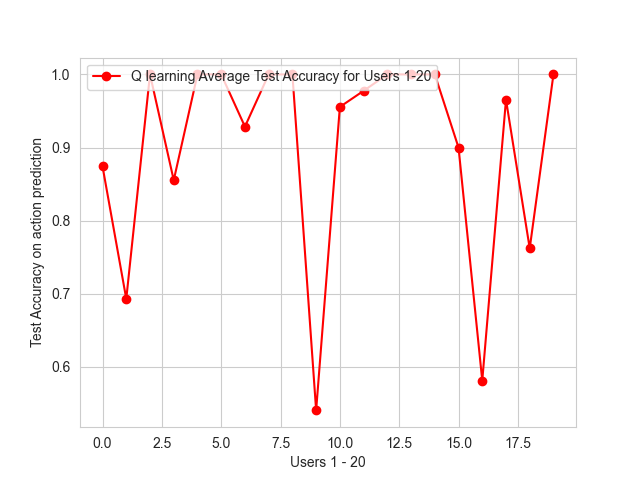 Q learning Average Test Accuracy for Users 1-20
1.0
0.9
0.8
0.7
0.6
Test Accuracy on action prediction
0.0 2.5 5.0 7.5 10.0 12.5 15.0 17.5
Users 1 - 20